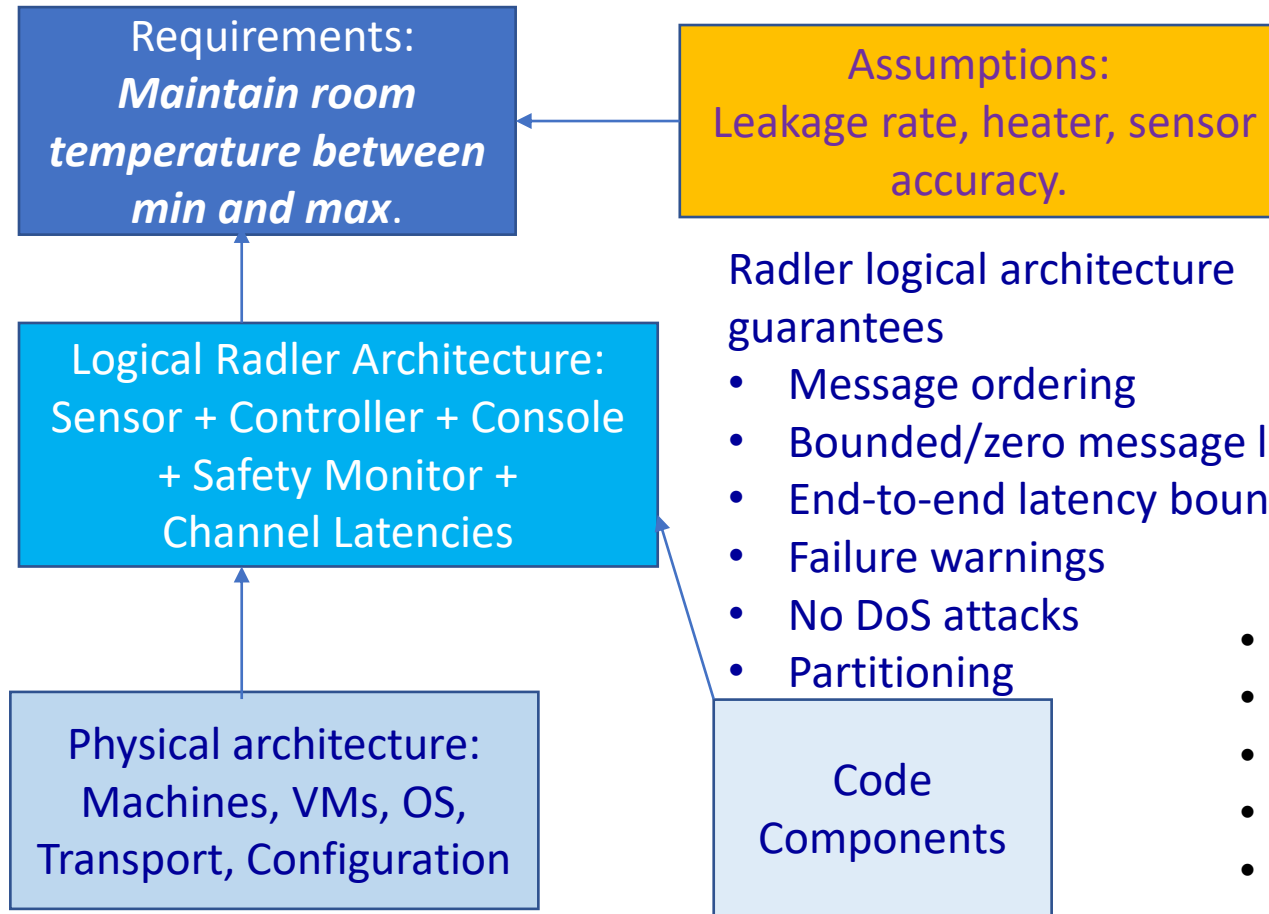 Requirements:
Maintain room
temperature between
min and max.
Assumptions:
Leakage rate, heater, sensor
accuracy.
Radler logical architecture
guarantees
• Message ordering
• Bounded/zero message
• End-to-end latency
• Failure warnings
• No DoS attacks
• Partitioning
Logical Radler Architecture:
Sensor + Controller + Console
+ Safety Monitor +
Channel Latencies
Physical architecture:
Machines, VMs, OS,
Transport, Configuration
Code
Components